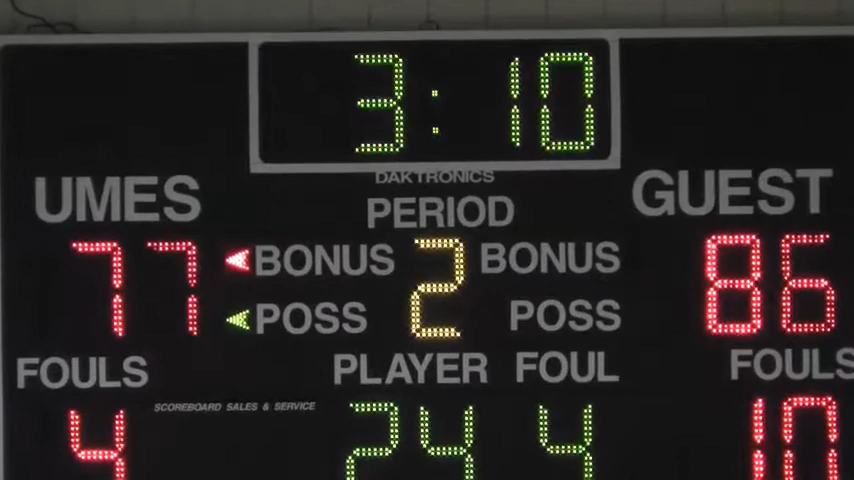 3:10
DAKTRONICS
UMES PERIOD GUEST
77 BONUS 2 BONUS 86
POSS POSS
FOULS PLAYER FOUL FOULS
SCOREBOARD SALES & SERVICE
4 24 4 10